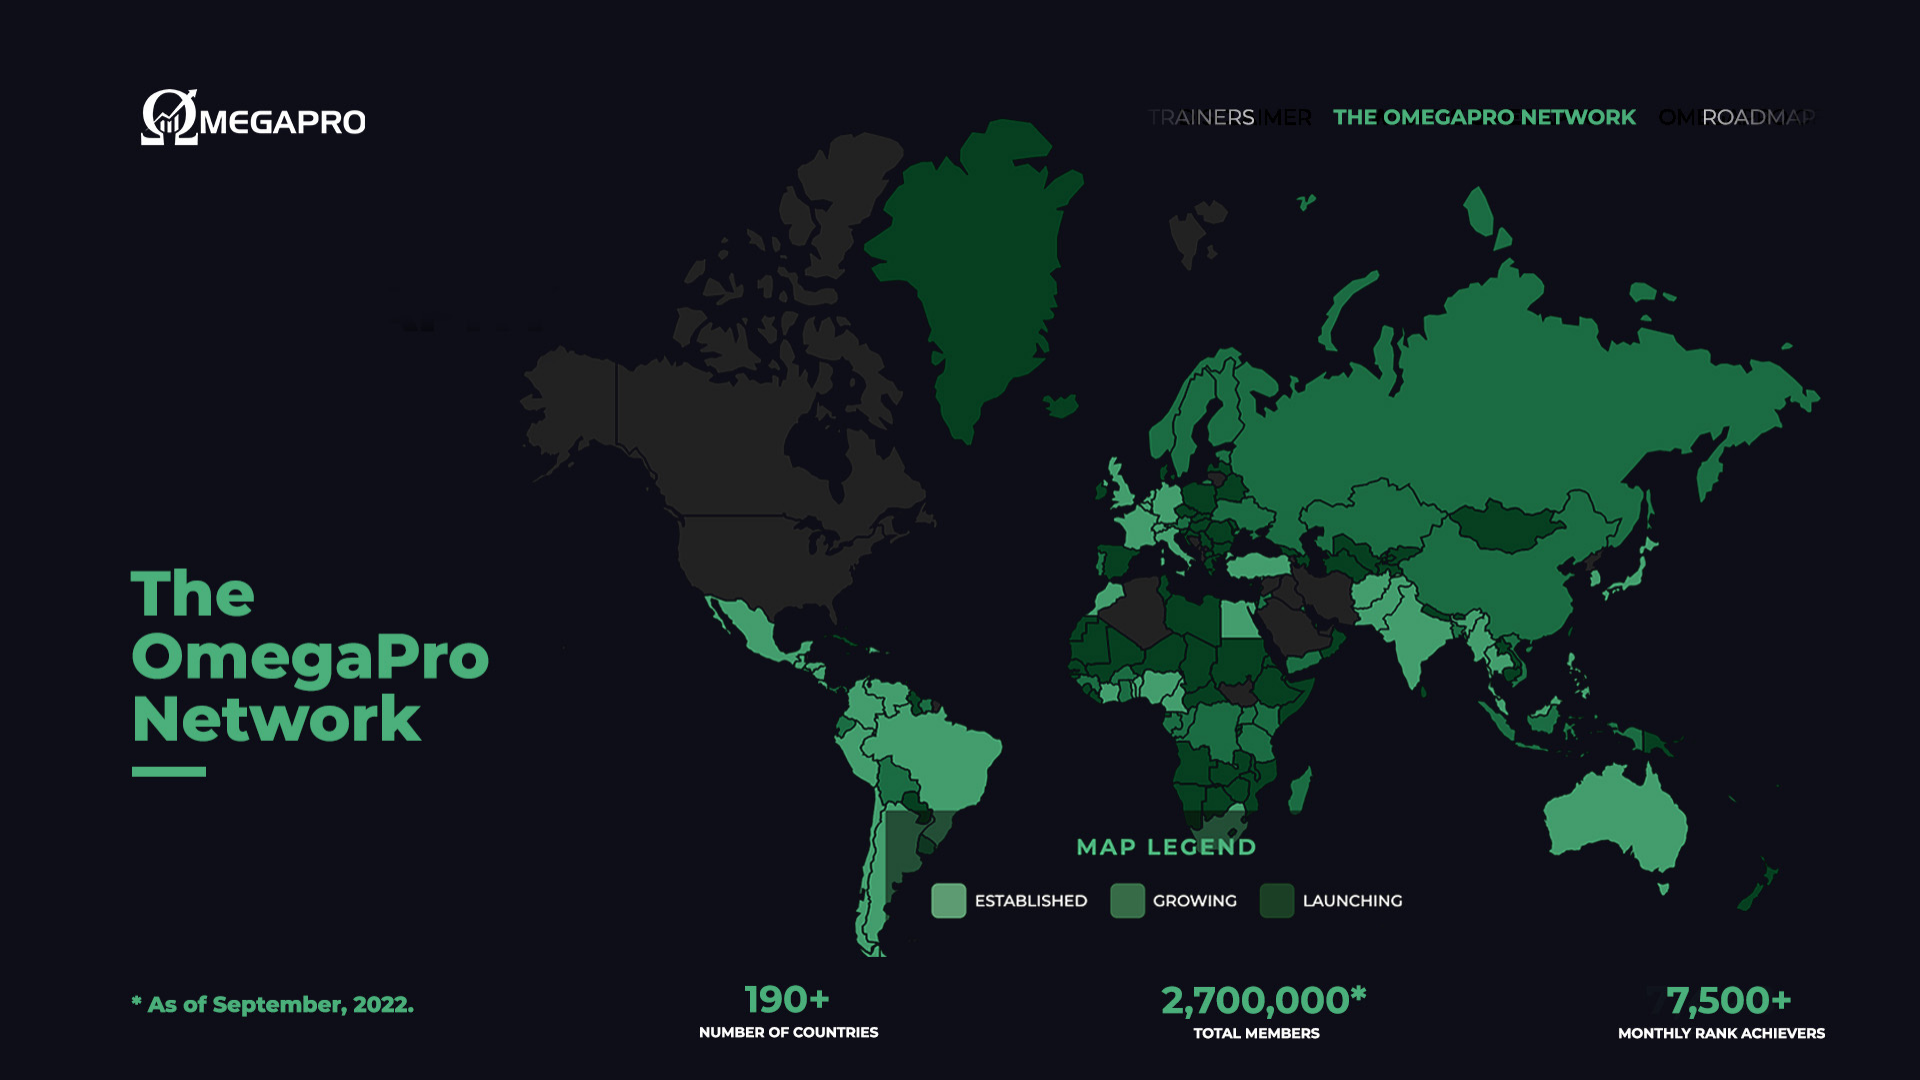 ΩMEGAPRO
TRAINERS THE OMEGAPRO NETWORK ROADMAP
The
OmegaPro
Network
MAP LEGEND
ESTABLISHED GROWING LAUNCHING
* As of September, 2022.
190+
NUMBER OF COUNTRIES
2,700,000*
TOTAL MEMBERS
7,500+
MONTHLY RANK ACHIEVERS